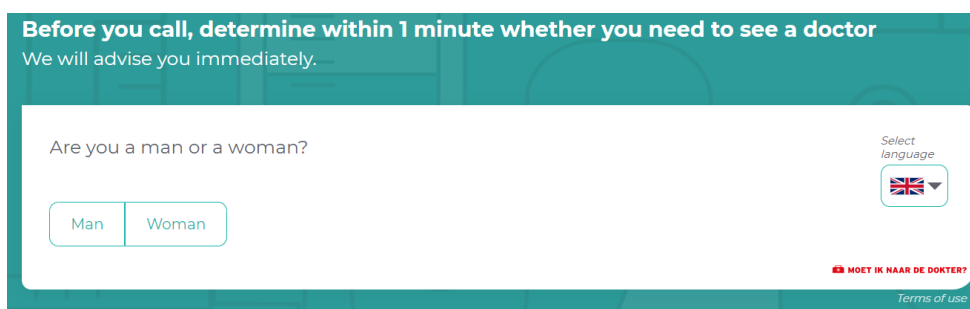 Before you call, determine within 1 minute whether you need to see a doctor
We will advise you immediately.
Are you a man or a woman?
Select
language
Man
Woman
MOET IK NAAR DE DOKTER?
Terms of use